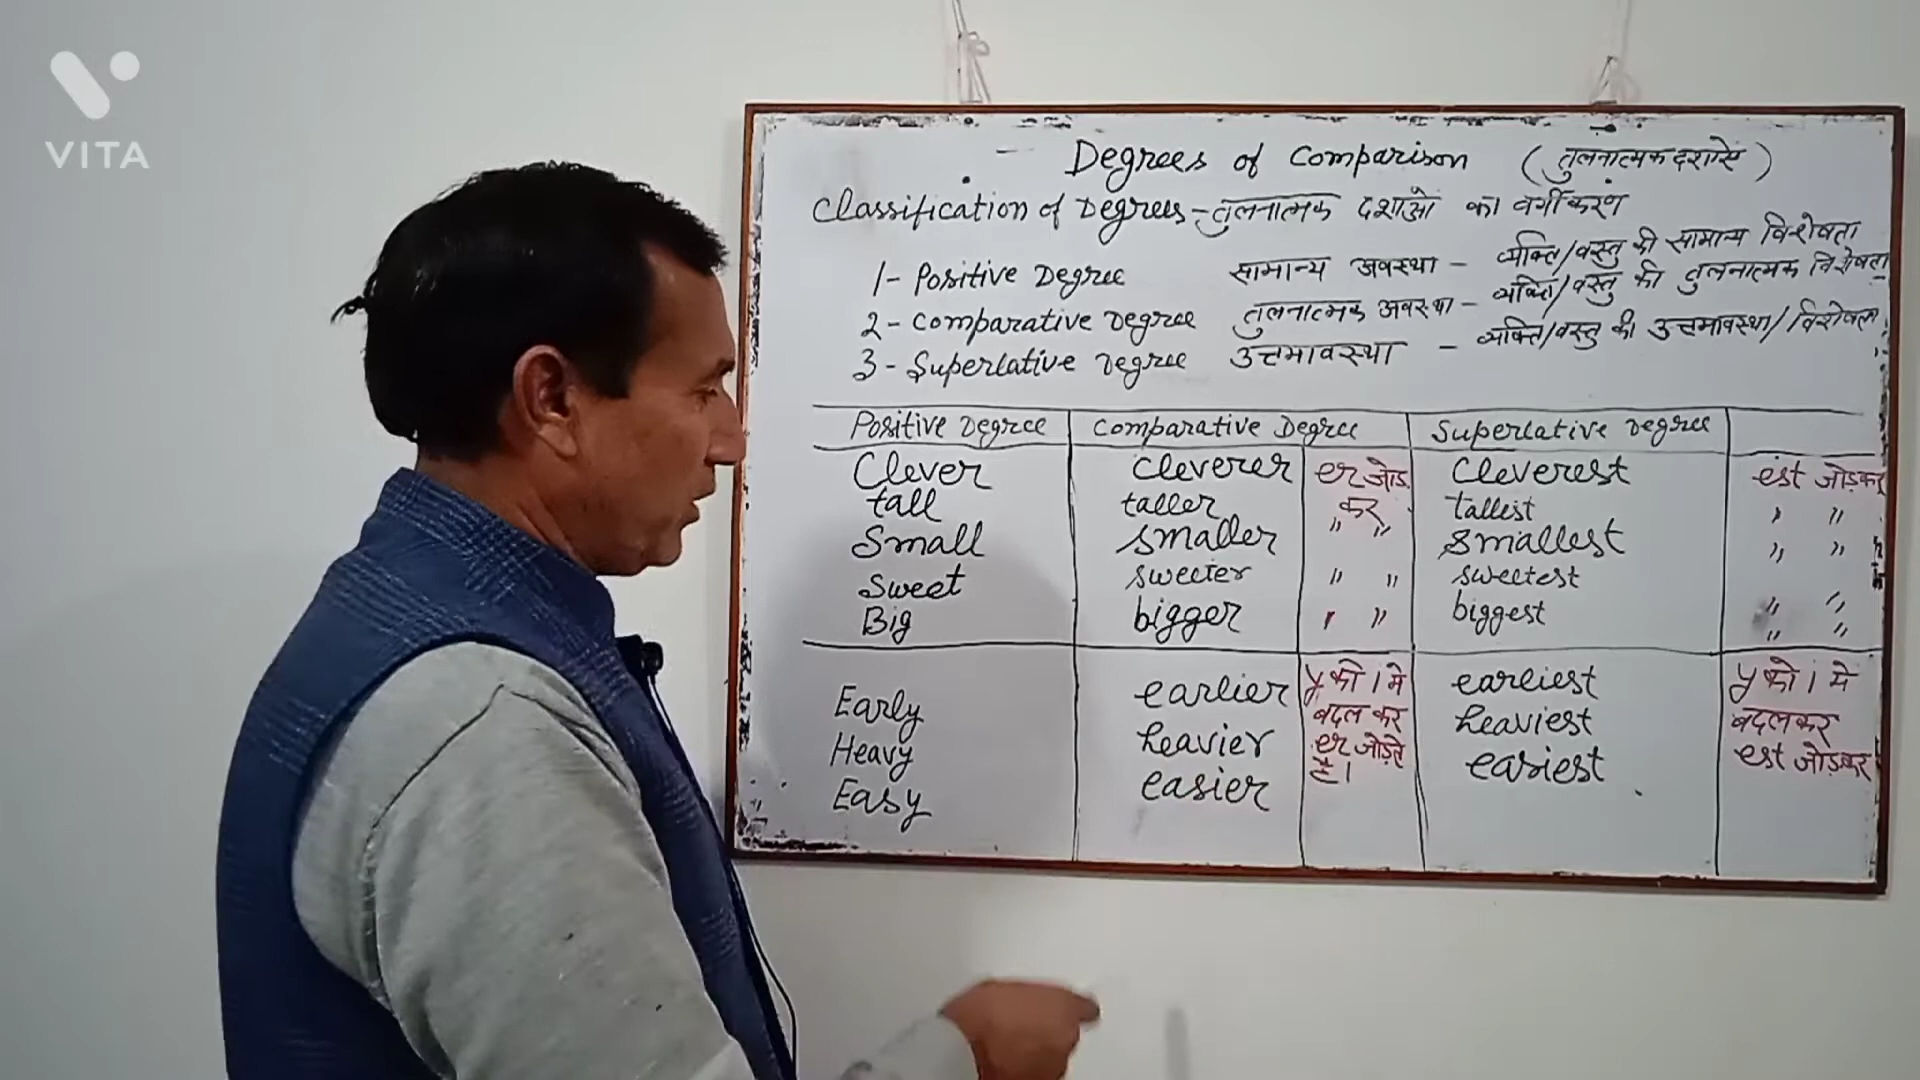 VITA
Degrees of Comparison (तुलनात्मक दशाऐं)
Classification of Degrees - तुलनात्मक दशाओं का वर्गीकरण
1- Positive Degree सामान्य अवस्था - व्यक्ति/वस्तु की सामान्य विशेषता
2- Comparative Degree तुलनात्मक अवस्था - व्यक्ति/वस्तु की तुलनात्मक विशेषता
3- Superlative Degree उत्तमावस्था - व्यक्ति/वस्तु की उत्तमावस्था/विशेषता
Positive Degree Comparative Degree Superlative Degree
Clever cleverer er जोड़ cleverest est जोड़कर
tall taller कर tallest " "
Small smaller " " smallest " "
Sweet sweeter " " sweetest " "
Big bigger " " biggest " "
Early earlier y को i मे earliest y को i मे
Heavy heavier बदल कर heaviest बदलकर
Easy easier er जोड़ते easiest est जोड़कर
है।